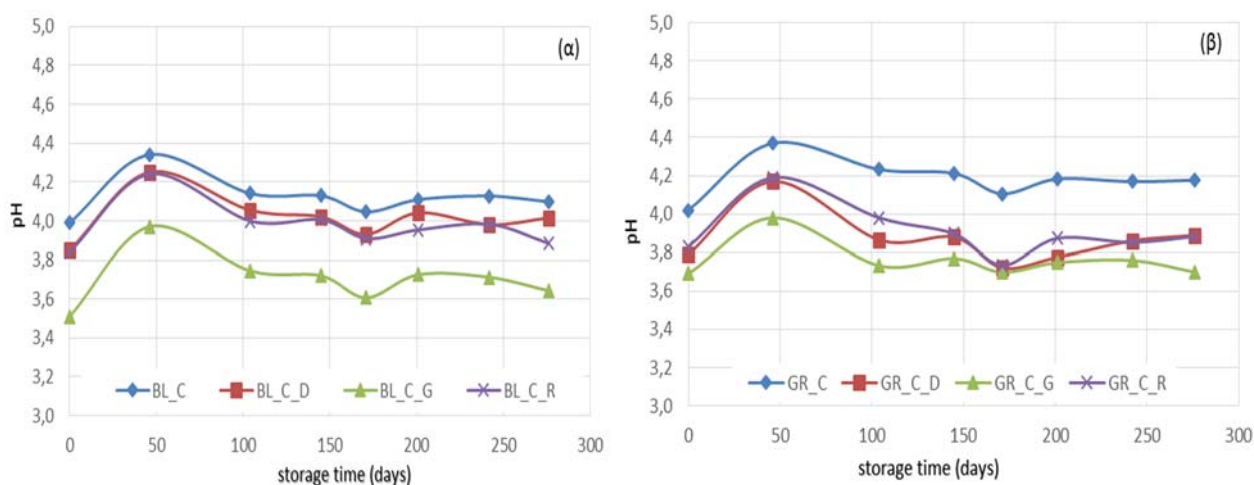 (α)
5,0
4,8
4,6
4,4
4,2
4,0
3,8
3,6
3,4
3,2
3,0
pH
BL_C BL_C_D BL_C_G BL_C_R
0 50 100 150 200 250 300
storage time (days)
(β)
5,0
4,8
4,6
4,4
4,2
4,0
3,8
3,6
3,4
3,2
3,0
pH
GR_C GR_C_D GR_C_G GR_C_R
0 50 100 150 200 250 300
storage time (days)